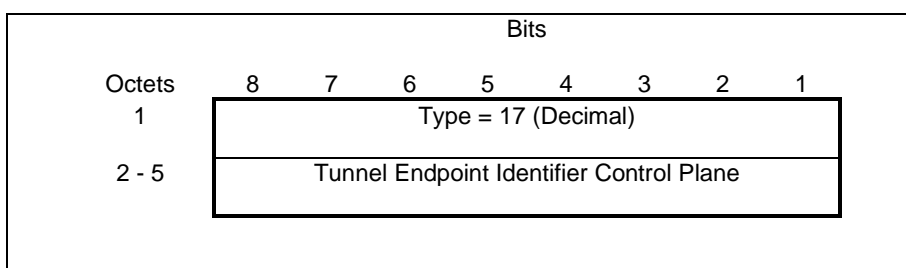 Bits
Octets 8 7 6 5 4 3 2 1
1 Type = 17 (Decimal)
2 - 5 Tunnel Endpoint Identifier Control Plane